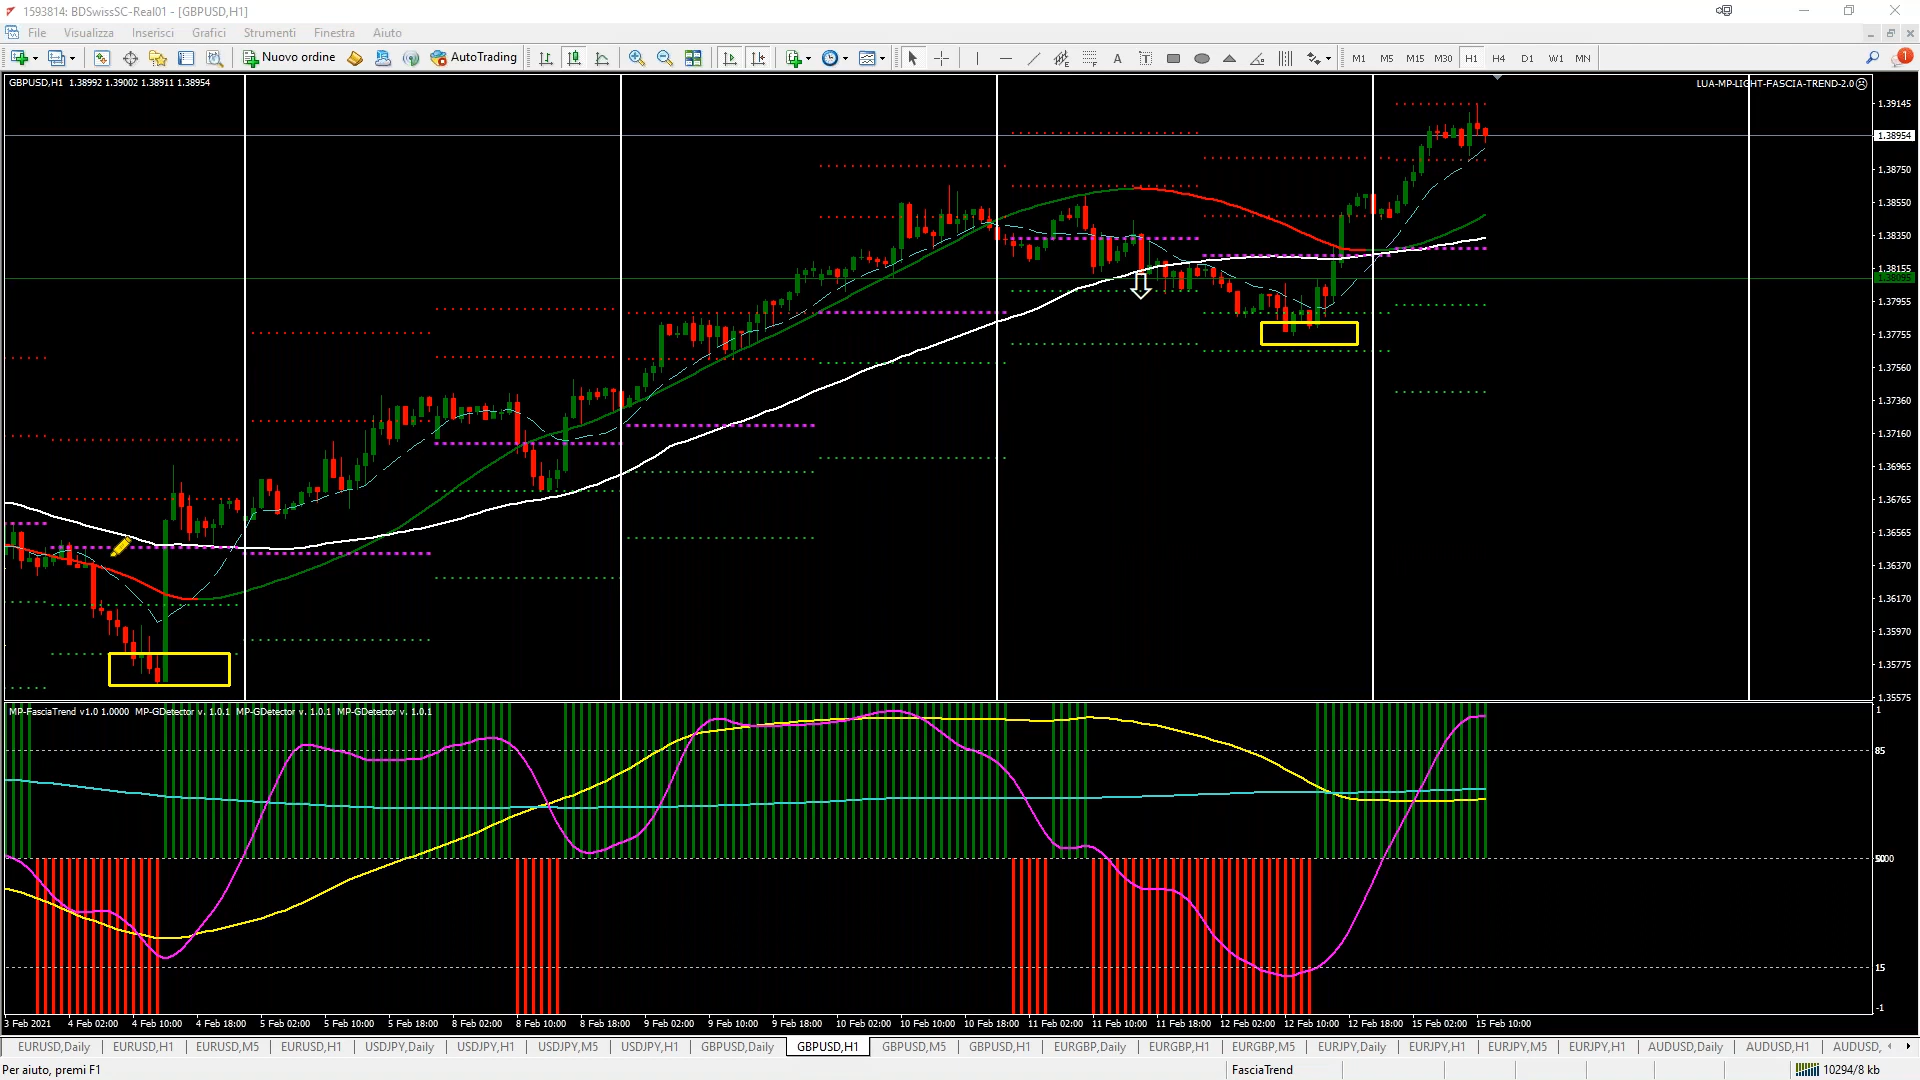 1593814: BDSwissSC-Real01 - [GBPUSD,H1]
File Visualizza Inserisci Grafici Strumenti Finestra Aiuto
Nuovo ordine AutoTrading A T M1 M5 M15 M30 H1 H4 D1 W1 MN 1
GBPUSD,H1 1.38992 1.39002 1.38911 1.38954
LUA-MP-LIGHT-FASCIA-TREND-2.0
1.39145
1.38954
1.38750
1.38550
1.38350
1.38155
1.37955
1.37755
1.37560
1.37360
1.37160
1.36965
1.36765
1.36565
1.36370
1.36170
1.35970
1.35775
1.35575
MP-FasciaTrend v1.0 1.0000 MP-GDetector v. 1.0.1 MP-GDetector v. 1.0.1 MP-GDetector v. 1.0.1
1
85
15
-1
3 Feb 2021 4 Feb 02:00 4 Feb 10:00 4 Feb 18:00 5 Feb 02:00 5 Feb 10:00 5 Feb 18:00 8 Feb 02:00 8 Feb 10:00 8 Feb 18:00 9 Feb 02:00 9 Feb 10:00 9 Feb 18:00 10 Feb 02:00 10 Feb 10:00 10 Feb 18:00 11 Feb 02:00 11 Feb 10:00 11 Feb 18:00 12 Feb 02:00 12 Feb 10:00 12 Feb 18:00 15 Feb 02:00 15 Feb 10:00
EURUSD,Daily EURUSD,H1 EURUSD,M5 EURUSD,H1 USDJPY,Daily USDJPY,H1 USDJPY,M5 USDJPY,H1 GBPUSD,Daily GBPUSD,H1 GBPUSD,M5 GBPUSD,H1 EURGBP,Daily EURGBP,H1 EURGBP,M5 EURJPY,Daily EURJPY,H1 EURJPY,M5 EURJPY,H1 AUDUSD,Daily AUDUSD,H1 AUDUSD,
Per aiuto, premi F1 FasciaTrend 10294/8 kb